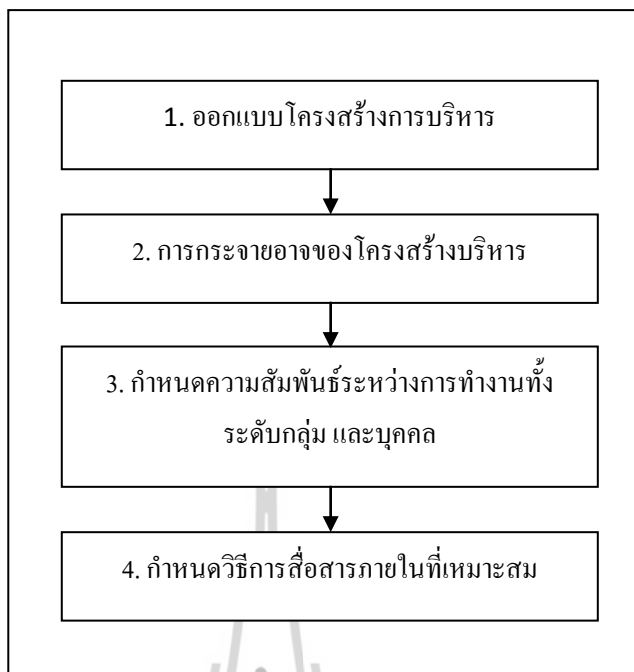 1. ออกแบบโครงสร้างการบริหาร
2. การกระจายอาจของโครงสร้างบริหาร
3. กำหนดความสัมพันธ์ระหว่างการทำงานทั้ง
ระดับกลุ่ม และบุคคล
4. กำหนดวิธีการสื่อสารภายในที่เหมาะสม